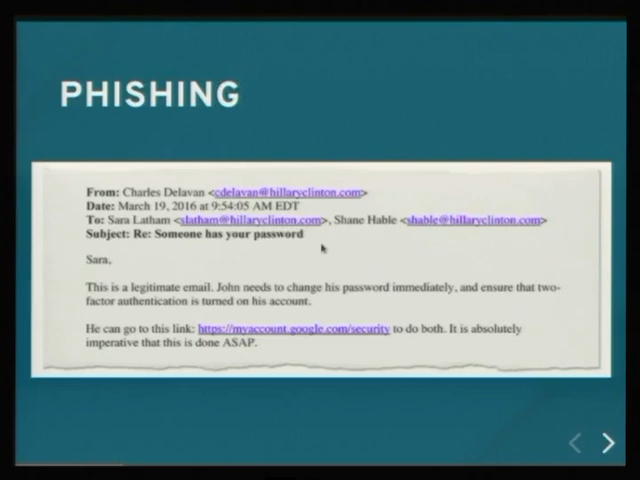 PHISHING
From: Charles Delavan <cdelavan@hillaryclinton.com>
Date: March 19, 2016 at 9:54:05 AM EDT
To: Sara Latham <slatham@hillaryclinton.com>, Shane Hable <shable@hillaryclinton.com>
Subject: Re: Someone has your password
Sara,
This is a legitimate email. John needs to change his password immediately, and ensure that two-
factor authentication is turned on his account.
He can go to this link: https://myaccount.google.com/security to do both. It is absolutely
imperative that this is done ASAP.